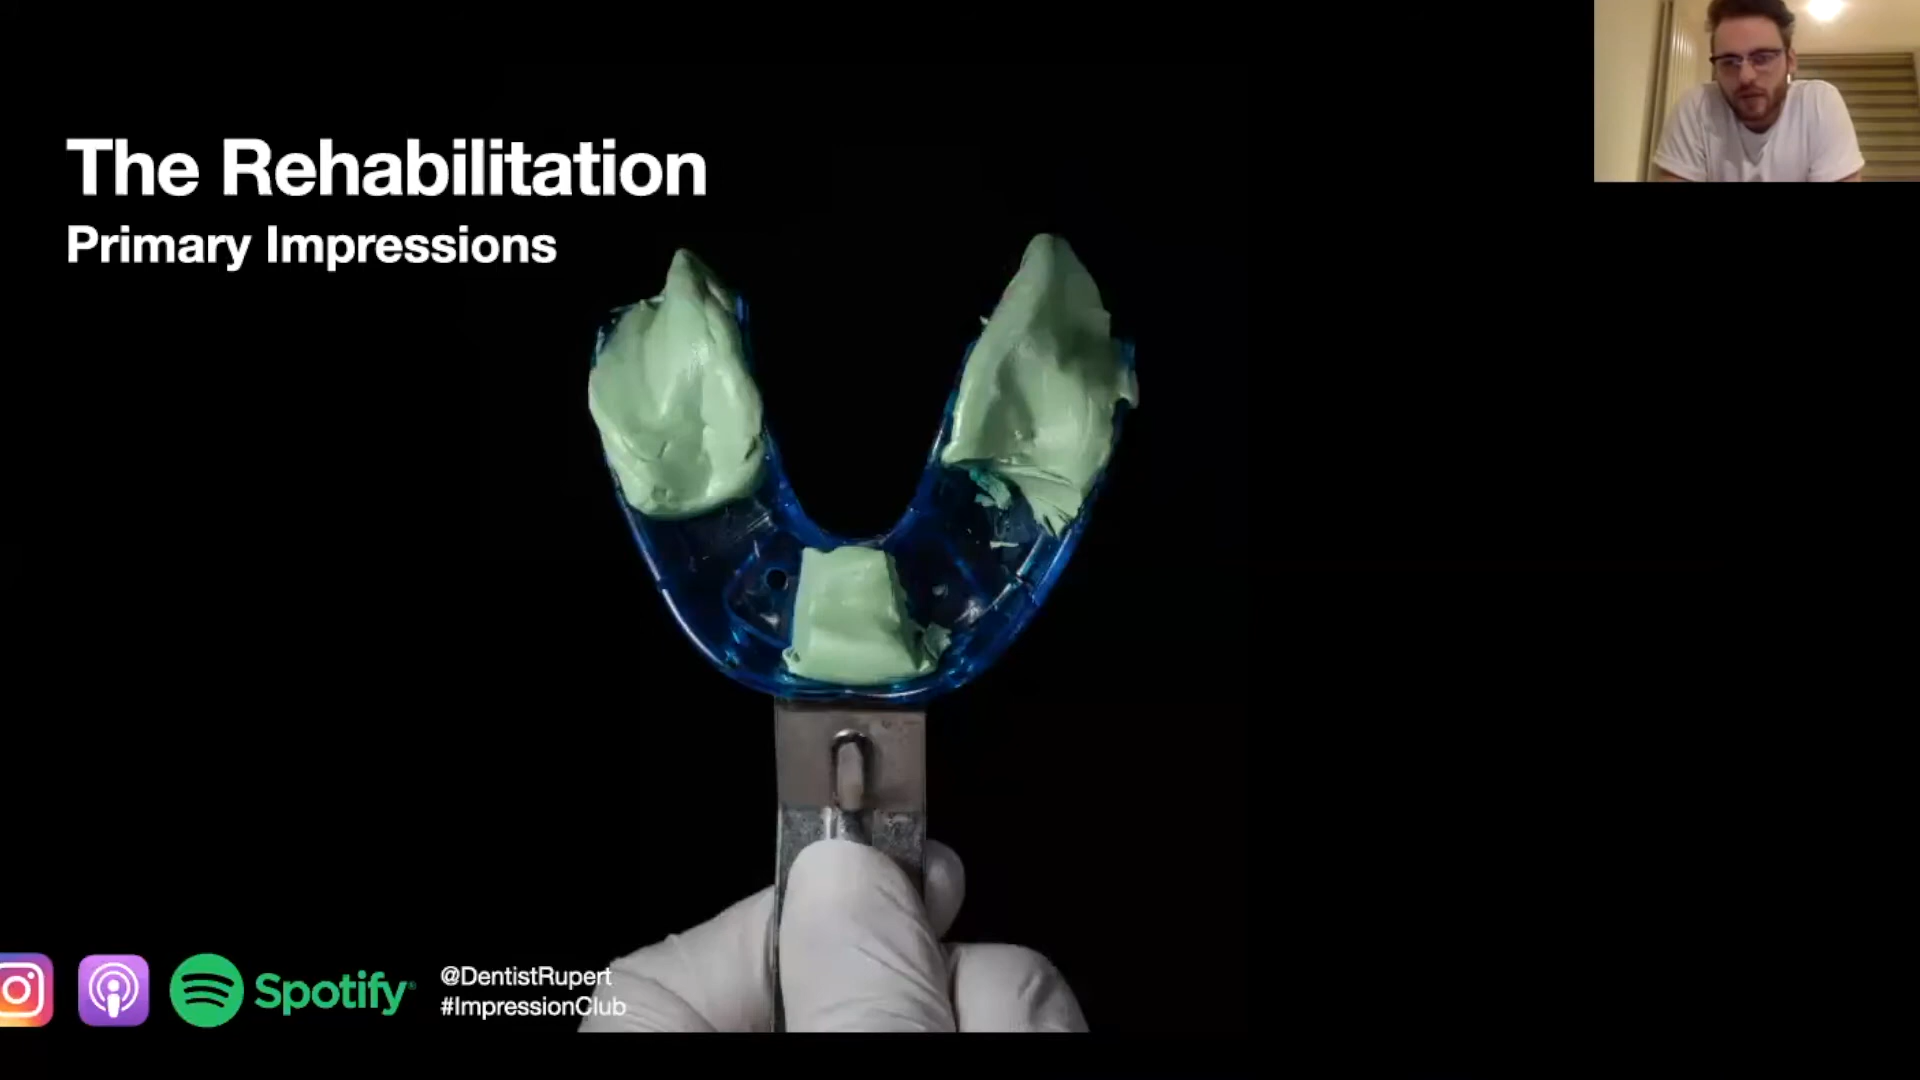 The Rehabilitation
Primary Impressions
Spotify
@DentistRupert
#ImpressionClub